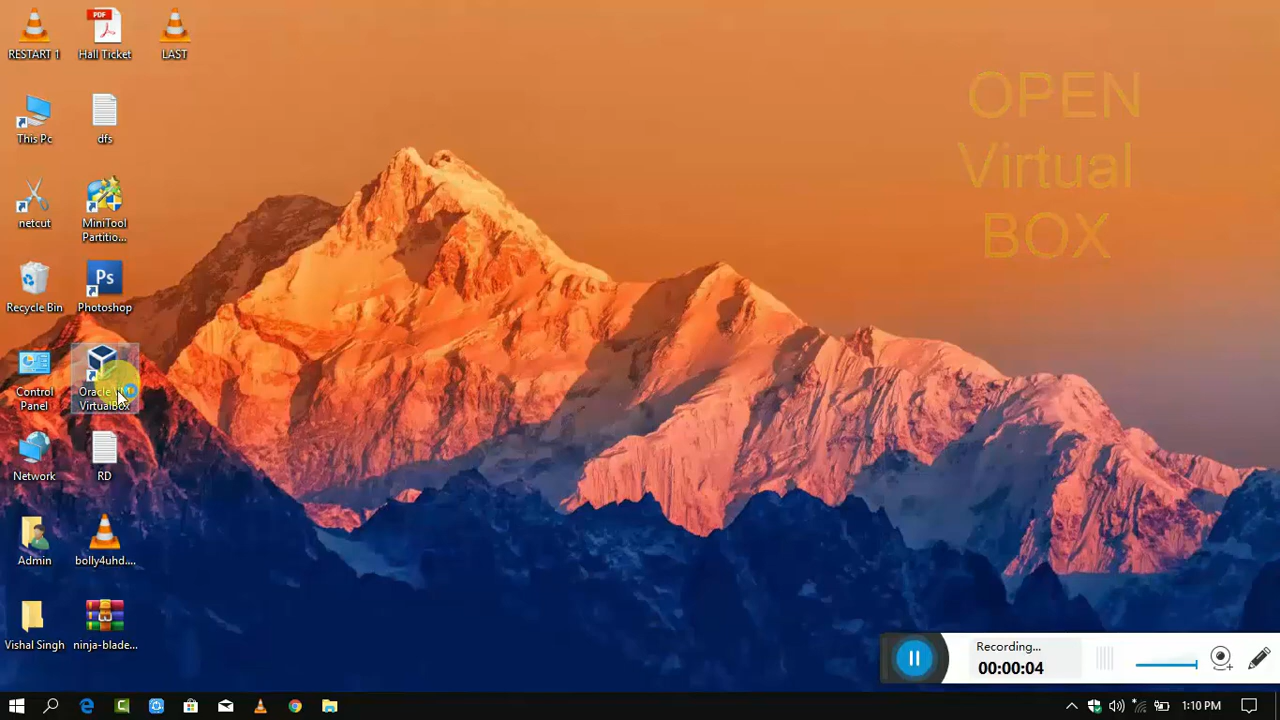 RESTART 1
Hall Ticket
LAST
This Pc
dfs
netcut
MiniTool
Partitio...
Recycle Bin
Photoshop
Control
Panel
Oracle VM
VirtualBox
Network
RD
Admin
bolly4uhd....
Vishal Singh
ninja-blade...
PDF
Ps
OPEN
Virtual
BOX
Recording...
00:00:04
1:10 PM